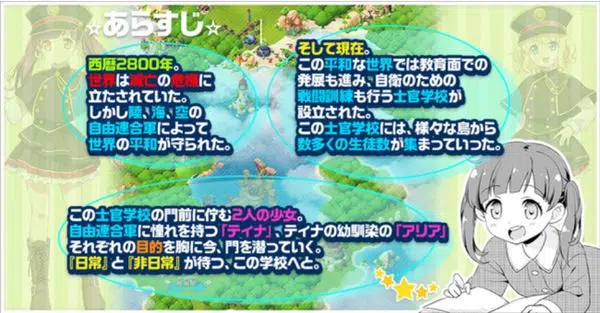 ☆あらすじ☆
西暦2800年。
世界は滅亡の危機に
立たされていた。
しかし陸、海、空の
自由連合軍によって
世界の平和が守られた。
そして現在。
この平和な世界では教育面での
発展も進み、自衛のための
戦闘訓練も行う士官学校が
設立された。
この士官学校には、様々な島から
数多くの生徒数が集まっていった。
この士官学校の門前に佇む2人の少女。
自由連合軍に憧れを持つ「ティナ」、ティナの幼馴染の「アリア」
それぞれの目的を胸に今、門を潜っていく。
『日常』と『非日常』が待つ、この学校へと。